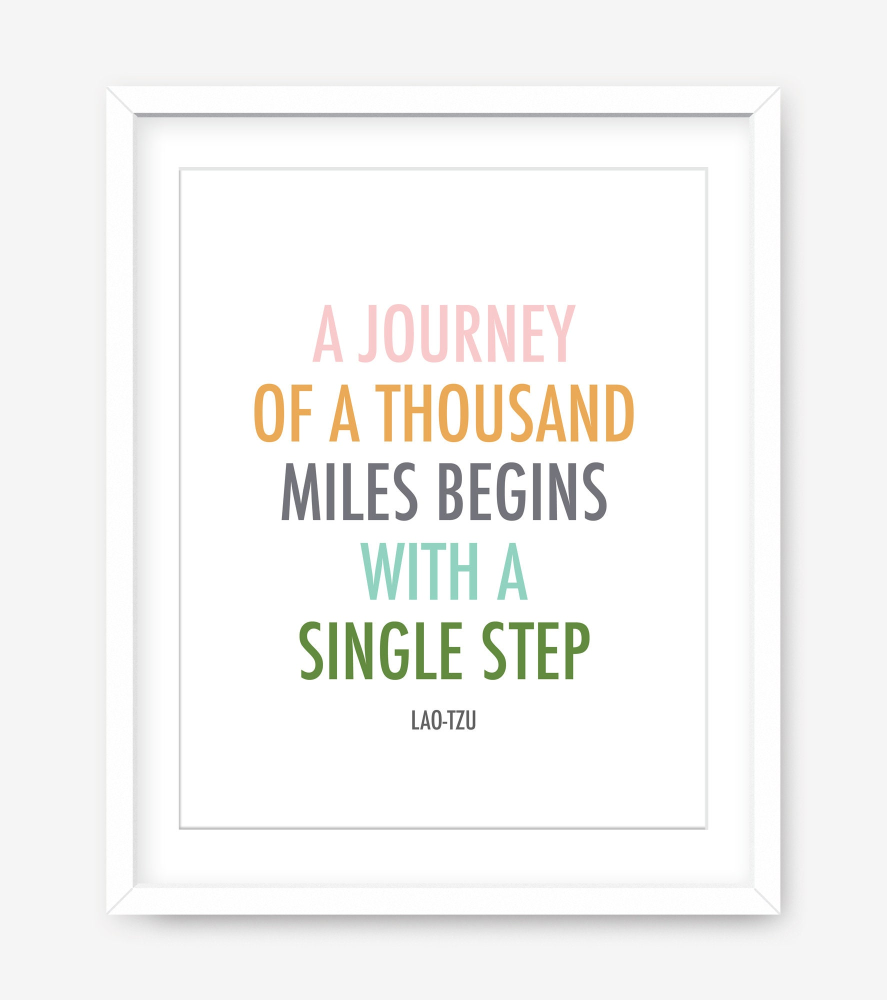 A JOURNEY
OF A THOUSAND
MILES BEGINS
WITH A
SINGLE STEP
LAO-TZU